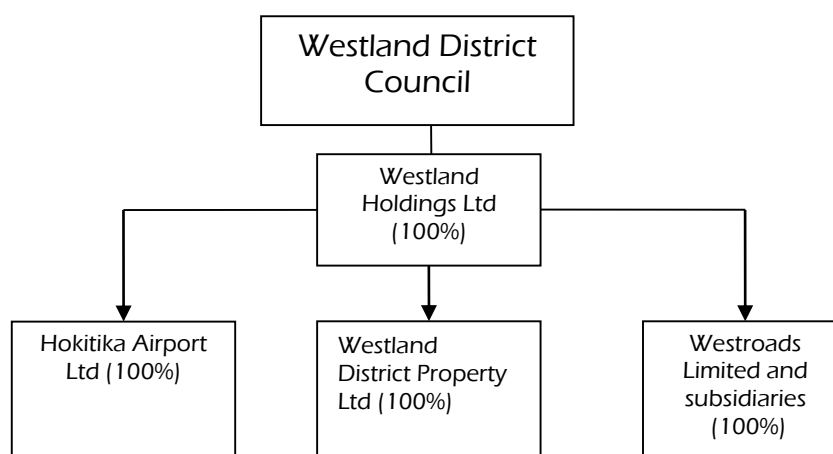 Westland District
Council
Westland
Holdings Ltd
(100%)
Hokitika Airport
Ltd (100%)
Westland
District Property
Ltd (100%)
Westroads
Limited and
subsidiaries
(100%)